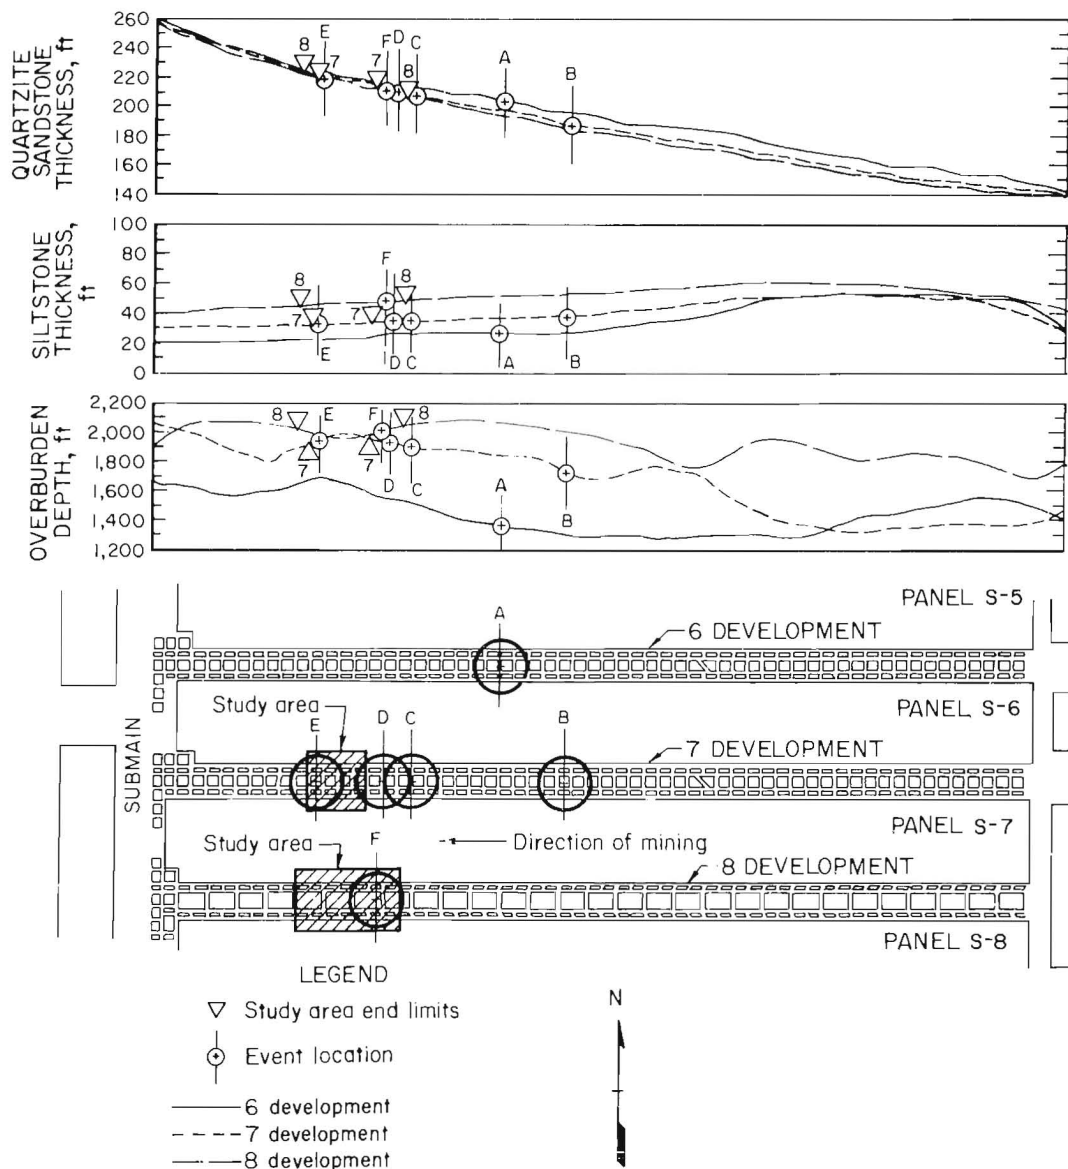 QUARTZITE
SANDSTONE
THICKNESS, ft
260
240
220
200
180
160
140
8
E
7
7
F
D
C
8
A
B
SILTSTONE
THICKNESS,
ft
100
80
60
40
20
0
8
7
E
7
F
8
D
C
A
B
OVERBURDEN
DEPTH, ft
2,200
2,000
1,800
1,600
1,400
1,200
8
E
7
F
7
8
D
C
A
B
PANEL S-5
A
6 DEVELOPMENT
Study area
PANEL S-6
E
D
C
B
7 DEVELOPMENT
SUBMAIN
PANEL S-7
Study area
F
Direction of mining
8 DEVELOPMENT
PANEL S-8
LEGEND
Study area end limits
Event location
6 development
7 development
8 development
N